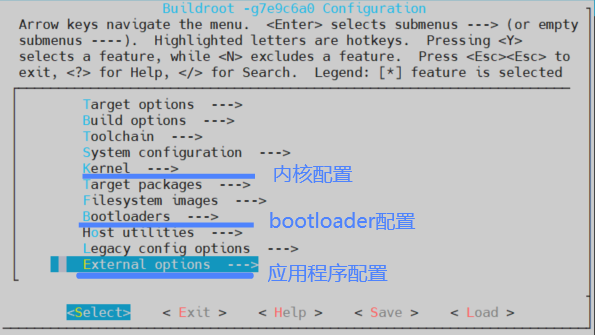 Buildroot -g7e9c6a0 Configuration
Arrow keys navigate the menu.  <Enter> selects submenus ---> (or empty
submenus ----).  Highlighted letters are hotkeys.  Pressing <Y>
selects a feature, while <N> excludes a feature.  Press <Esc><Esc> to
exit, <?> for Help, </> for Search.  Legend: [*] feature is selected
Target options  --->
Build options  --->
Toolchain  --->
System configuration  --->
Kernel  ---> 内核配置
Target packages  --->
Filesystem images  --->
Bootloaders  ---> bootloader配置
Host utilities  --->
Legacy config options  --->
External options  ---> 应用程序配置
<Select>    < Exit >    < Help >    < Save >    < Load >